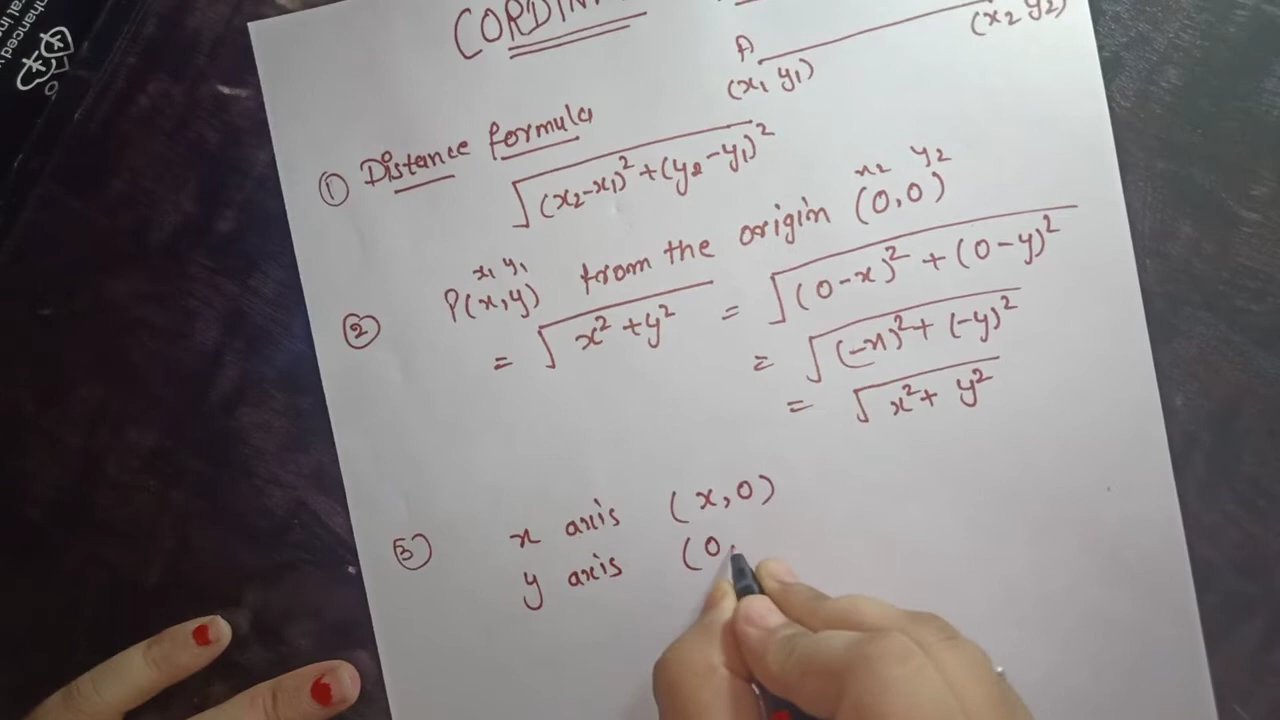 A
(x₁ y₁)
(x₂ y₂)
① Distance formula
√(x₂-x₁)²+(y₂-y₁)²
x₁ y₁
x₂ y₂
② P(x,y) from the origin (0,0)
= √x²+y² = √(0-x)²+(0-y)²
= √(-x)²+(-y)²
= √x²+y²
③ x axis (x,0)
y axis (0,